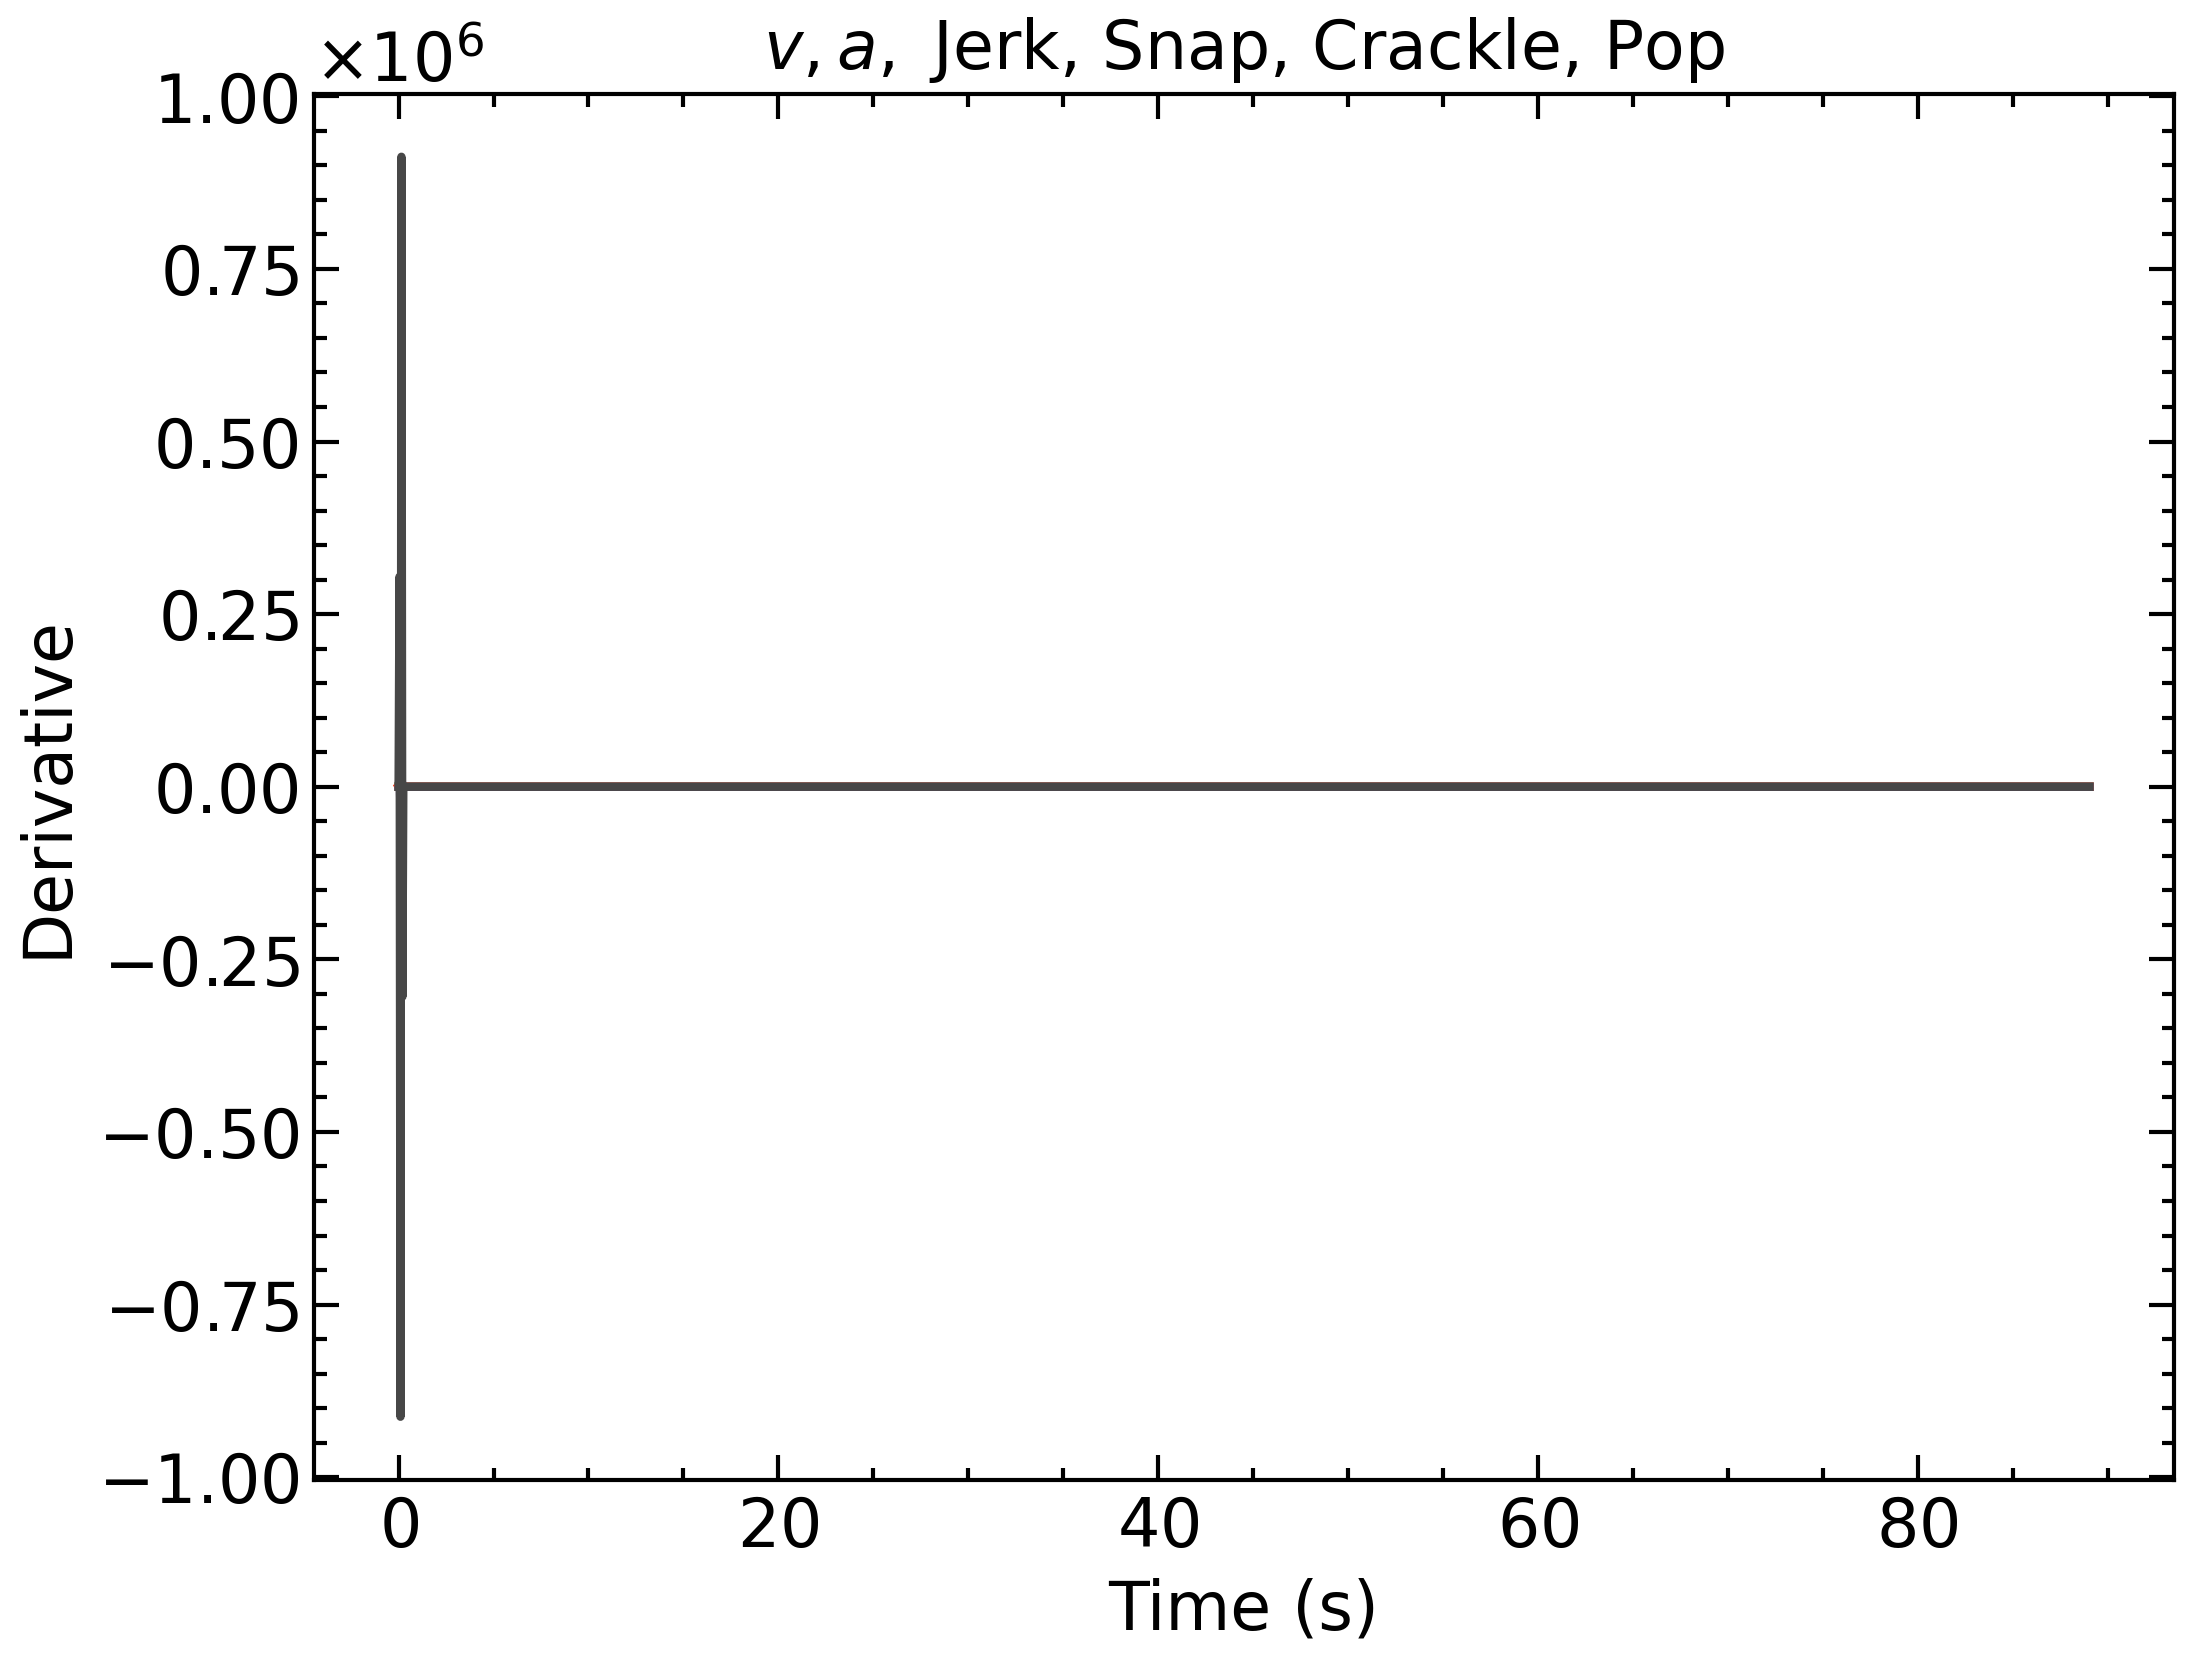 ×10⁶
v, a, Jerk, Snap, Crackle, Pop
1.00
0.75
0.50
0.25
0.00
−0.25
−0.50
−0.75
−1.00
Derivative
0 20 40 60 80
Time (s)